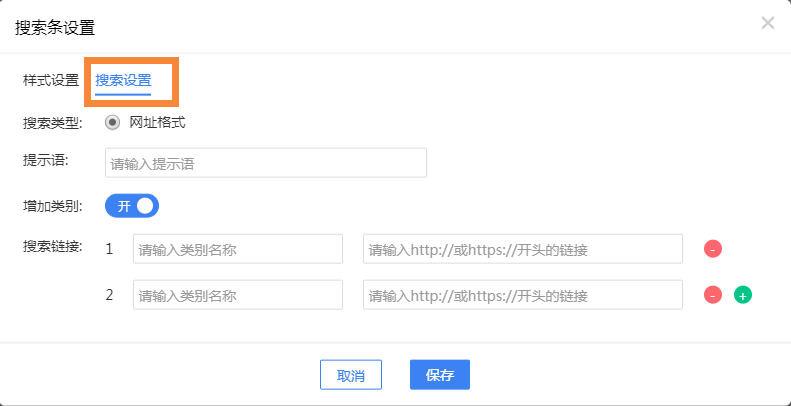 搜索条设置
样式设置 搜索设置
搜索类型: 网址格式
提示语: 请输入提示语
增加类别: 开
搜索链接: 1 请输入类别名称 请输入http://或https://开头的链接 -
2 请输入类别名称 请输入http://或https://开头的链接 - +
取消 保存